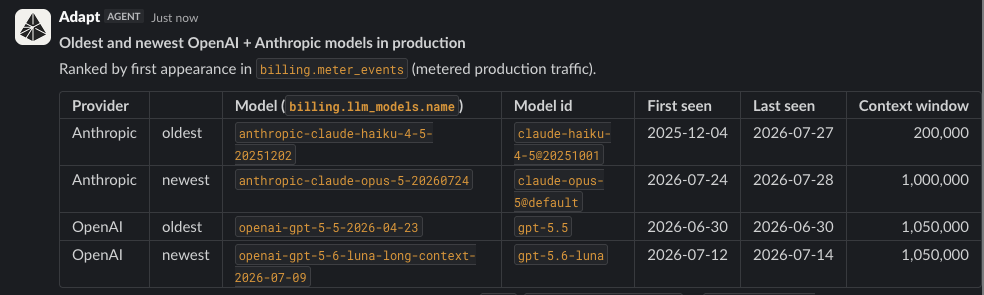 Adapt AGENT Just now
Oldest and newest OpenAI + Anthropic models in production
Ranked by first appearance in billing.meter_events (metered production traffic).
Provider Model (billing.llm_models.name) Model id First seen Last seen Context window
Anthropic oldest anthropic-claude-haiku-4-5- claude-haiku- 2025-12-04 2026-07-27 200,000
20251202 4-5@20251001
Anthropic newest anthropic-claude-opus-5-20260724 claude-opus- 2026-07-24 2026-07-28 1,000,000
5@default
OpenAI oldest openai-gpt-5-5-2026-04-23 gpt-5.5 2026-06-30 2026-06-30 1,050,000
OpenAI newest openai-gpt-5-6-luna-long-context- gpt-5.6-luna 2026-07-12 2026-07-14 1,050,000
2026-07-09